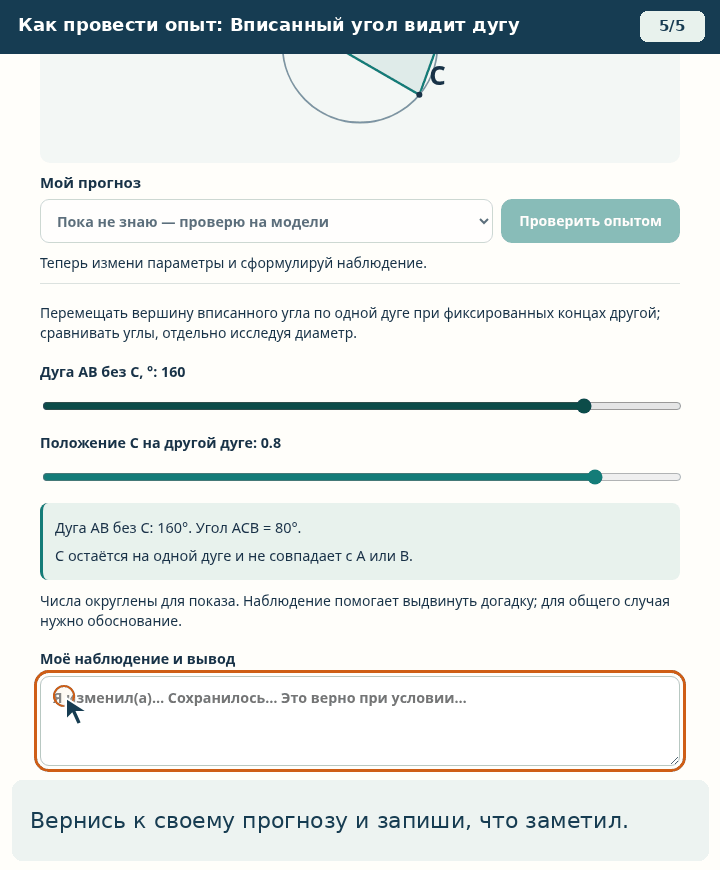 Как провести опыт: Вписанный угол видит дугу
5/5
C
Мой прогноз
Пока не знаю — проверю на модели
Проверить опытом
Теперь измени параметры и сформулируй наблюдение.
Перемещать вершину вписанного угла по одной дуге при фиксированных концах другой;
сравнивать углы, отдельно исследуя диаметр.
Дуга AB без C, °: 160
Положение C на другой дуге: 0.8
Дуга AB без C: 160°. Угол ACB = 80°.
C остаётся на одной дуге и не совпадает с A или B.
Числа округлены для показа. Наблюдение помогает выдвинуть догадку; для общего случая
нужно обоснование.
Моё наблюдение и вывод
Я изменил(а)... Сохранилось... Это верно при условии...
Вернись к своему прогнозу и запиши, что заметил.